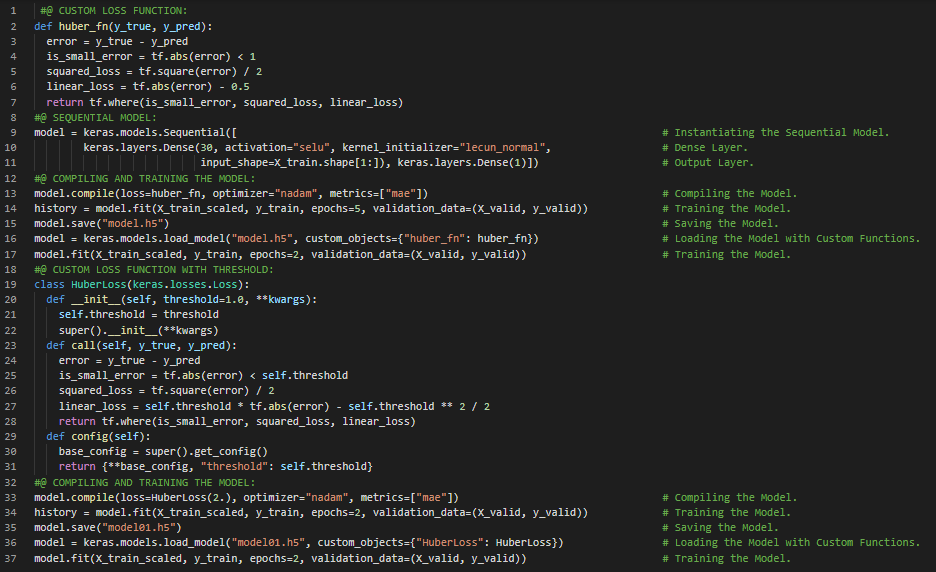 1 #@ CUSTOM LOSS FUNCTION:
2 def huber_fn(y_true, y_pred):
3   error = y_true - y_pred
4   is_small_error = tf.abs(error) < 1
5   squared_loss = tf.square(error) / 2
6   linear_loss = tf.abs(error) - 0.5
7   return tf.where(is_small_error, squared_loss, linear_loss)
8 #@ SEQUENTIAL MODEL:
9 model = keras.models.Sequential([ # Instantiating the Sequential Model.
10         keras.layers.Dense(30, activation="selu", kernel_initializer="lecun_normal", # Dense Layer.
11                            input_shape=X_train.shape[1:]), keras.layers.Dense(1)]) # Output Layer.
12 #@ COMPILING AND TRAINING THE MODEL:
13 model.compile(loss=huber_fn, optimizer="nadam", metrics=["mae"]) # Compiling the Model.
14 history = model.fit(X_train_scaled, y_train, epochs=5, validation_data=(X_valid, y_valid)) # Training the Model.
15 model.save("model.h5") # Saving the Model.
16 model = keras.models.load_model("model.h5", custom_objects={"huber_fn": huber_fn}) # Loading the Model with Custom Functions.
17 model.fit(X_train_scaled, y_train, epochs=2, validation_data=(X_valid, y_valid)) # Training the Model.
18 #@ CUSTOM LOSS FUNCTION WITH THRESHOLD:
19 class HuberLoss(keras.losses.Loss):
20   def __init__(self, threshold=1.0, **kwargs):
21     self.threshold = threshold
22     super().__init__(**kwargs)
23   def call(self, y_true, y_pred):
24     error = y_true - y_pred
25     is_small_error = tf.abs(error) < self.threshold
26     squared_loss = tf.square(error) / 2
27     linear_loss = self.threshold * tf.abs(error) - self.threshold ** 2 / 2
28     return tf.where(is_small_error, squared_loss, linear_loss)
29   def config(self):
30     base_config = super().get_config()
31     return {**base_config, "threshold": self.threshold}
32 #@ COMPILING AND TRAINING THE MODEL:
33 model.compile(loss=HuberLoss(2.), optimizer="nadam", metrics=["mae"]) # Compiling the Model.
34 history = model.fit(X_train_scaled, y_train, epochs=2, validation_data=(X_valid, y_valid)) # Training the Model.
35 model.save("model01.h5") # Saving the Model.
36 model = keras.models.load_model("model01.h5", custom_objects={"HuberLoss": HuberLoss}) # Loading the Model with Custom Functions.
37 model.fit(X_train_scaled, y_train, epochs=2, validation_data=(X_valid, y_valid)) # Training the Model.